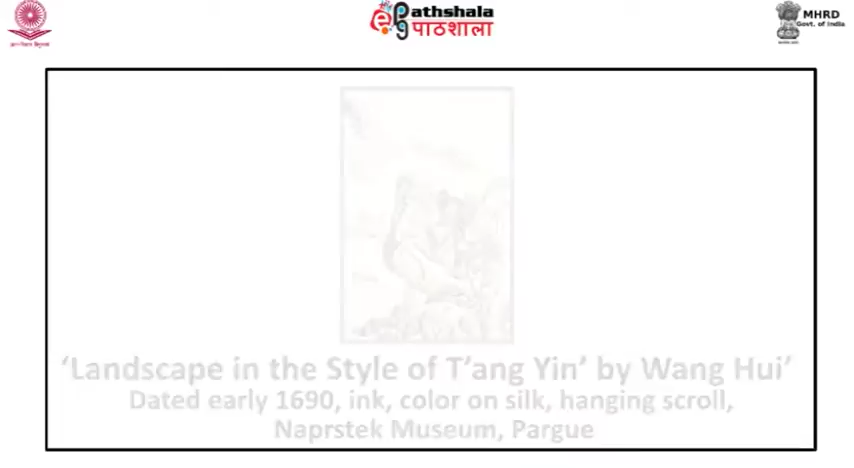 ePathshala
पाठशाला
MHRD
Govt. of India
‘Landscape in the Style of T’ang Yin’ by Wang Hui’
Dated early 1690, ink, color on silk, hanging scroll,
Naprstek Museum, Pargue